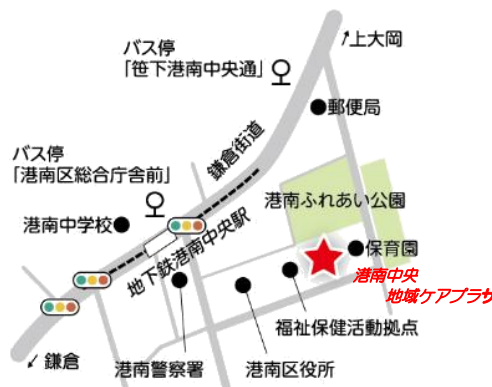 ↗上大岡
バス停
「笹下港南中央通」
郵便局
鎌倉街道
バス停
「港南区総合庁舎前」
港南ふれあい公園
港南中学校
地下鉄港南中央駅
保育園
港南中央
地域ケアプラザ
福祉保健活動拠点
↙鎌倉
港南警察署
港南区役所